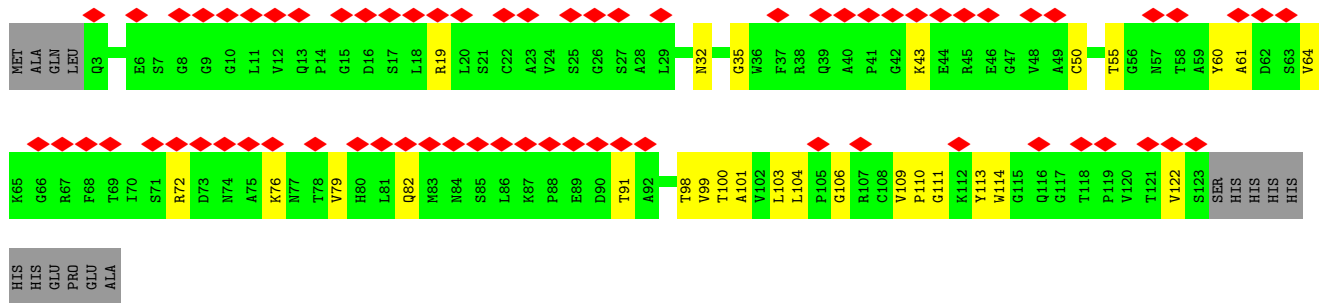 MET ALA GLN LEU Q3 E6 S7 G8 G9 G10 L11 V12 Q13 P14 G15 D16 S17 L18 R19 L20 S21 C22 A23 V24 S25 G26 S27 A28 L29 N32 G35 W36 F37 R38 Q39 A40 P41 G42 K43 E44 R45 E46 G47 V48 A49 C50 T55 G56 N57 T58 A59 Y60 A61 D62 S63 V64
K65 G66 R67 F68 T69 I70 S71 R72 D73 N74 A75 K76 N77 T78 V79 H80 L81 Q82 M83 N84 S85 L86 K87 P88 E89 D90 T91 A92 T98 V99 T100 A101 V102 L103 L104 P105 G106 R107 C108 V109 P110 G111 K112 Y113 W114 G115 Q116 G117 T118 P119 V120 T121 V122 S123 SER HIS HIS HIS HIS
HIS HIS GLU PRO GLU ALA